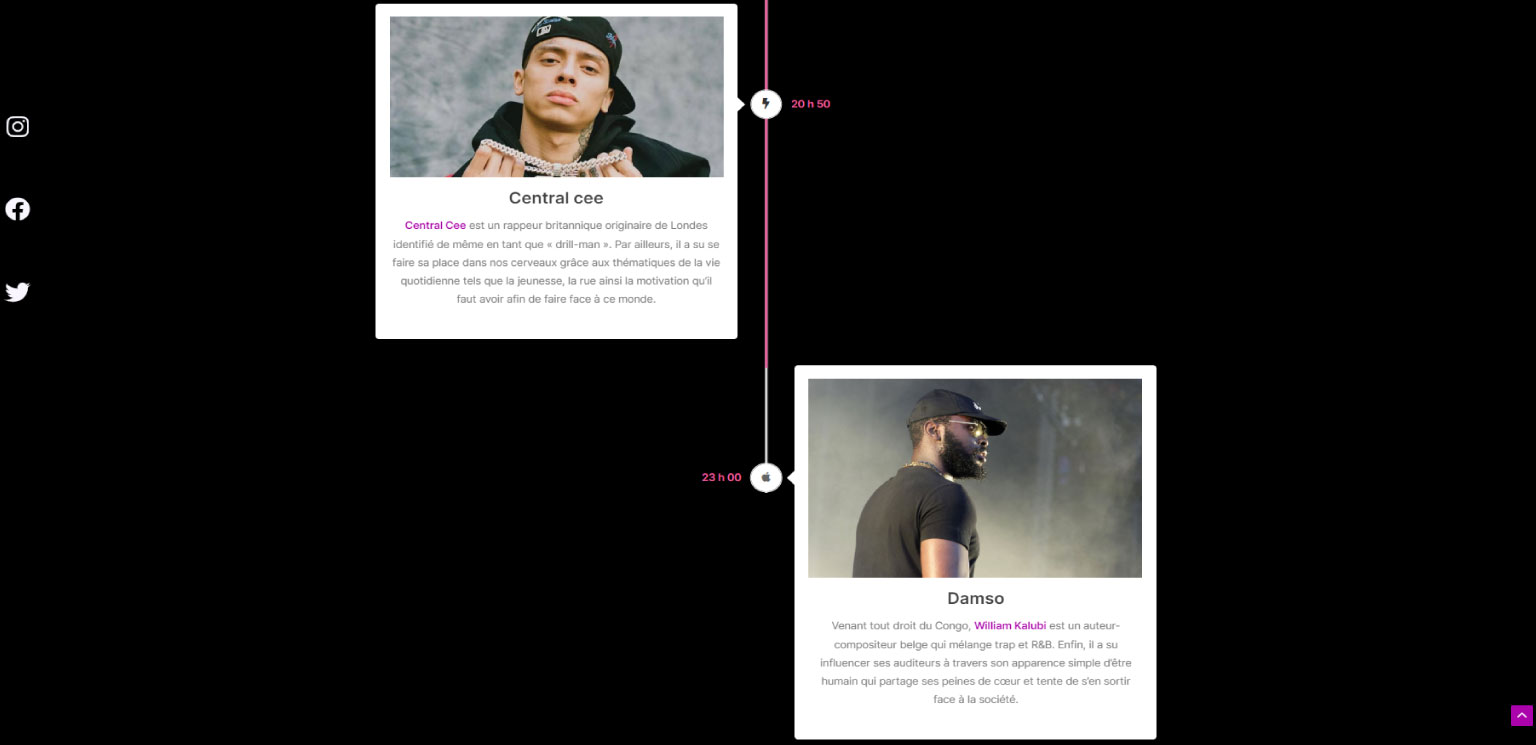 20 h 50
Central cee
Central Cee est un rappeur britannique originaire de Londes
identifié de même en tant que « drill-man ». Par ailleurs, il a su se
faire sa place dans nos cerveaux grâce aux thématiques de la vie
quotidienne tels que la jeunesse, la rue ainsi la motivation qu'il
faut avoir afin de faire face à ce monde.
23 h 00
Damso
Venant tout droit du Congo, William Kalubi est un auteur-
compositeur belge qui mélange trap et R&B. Enfin, il a su
influencer ses auditeurs à travers son apparence simple d'être
humain qui partage ses peines de cœur et tente de s'en sortir
face à la société.